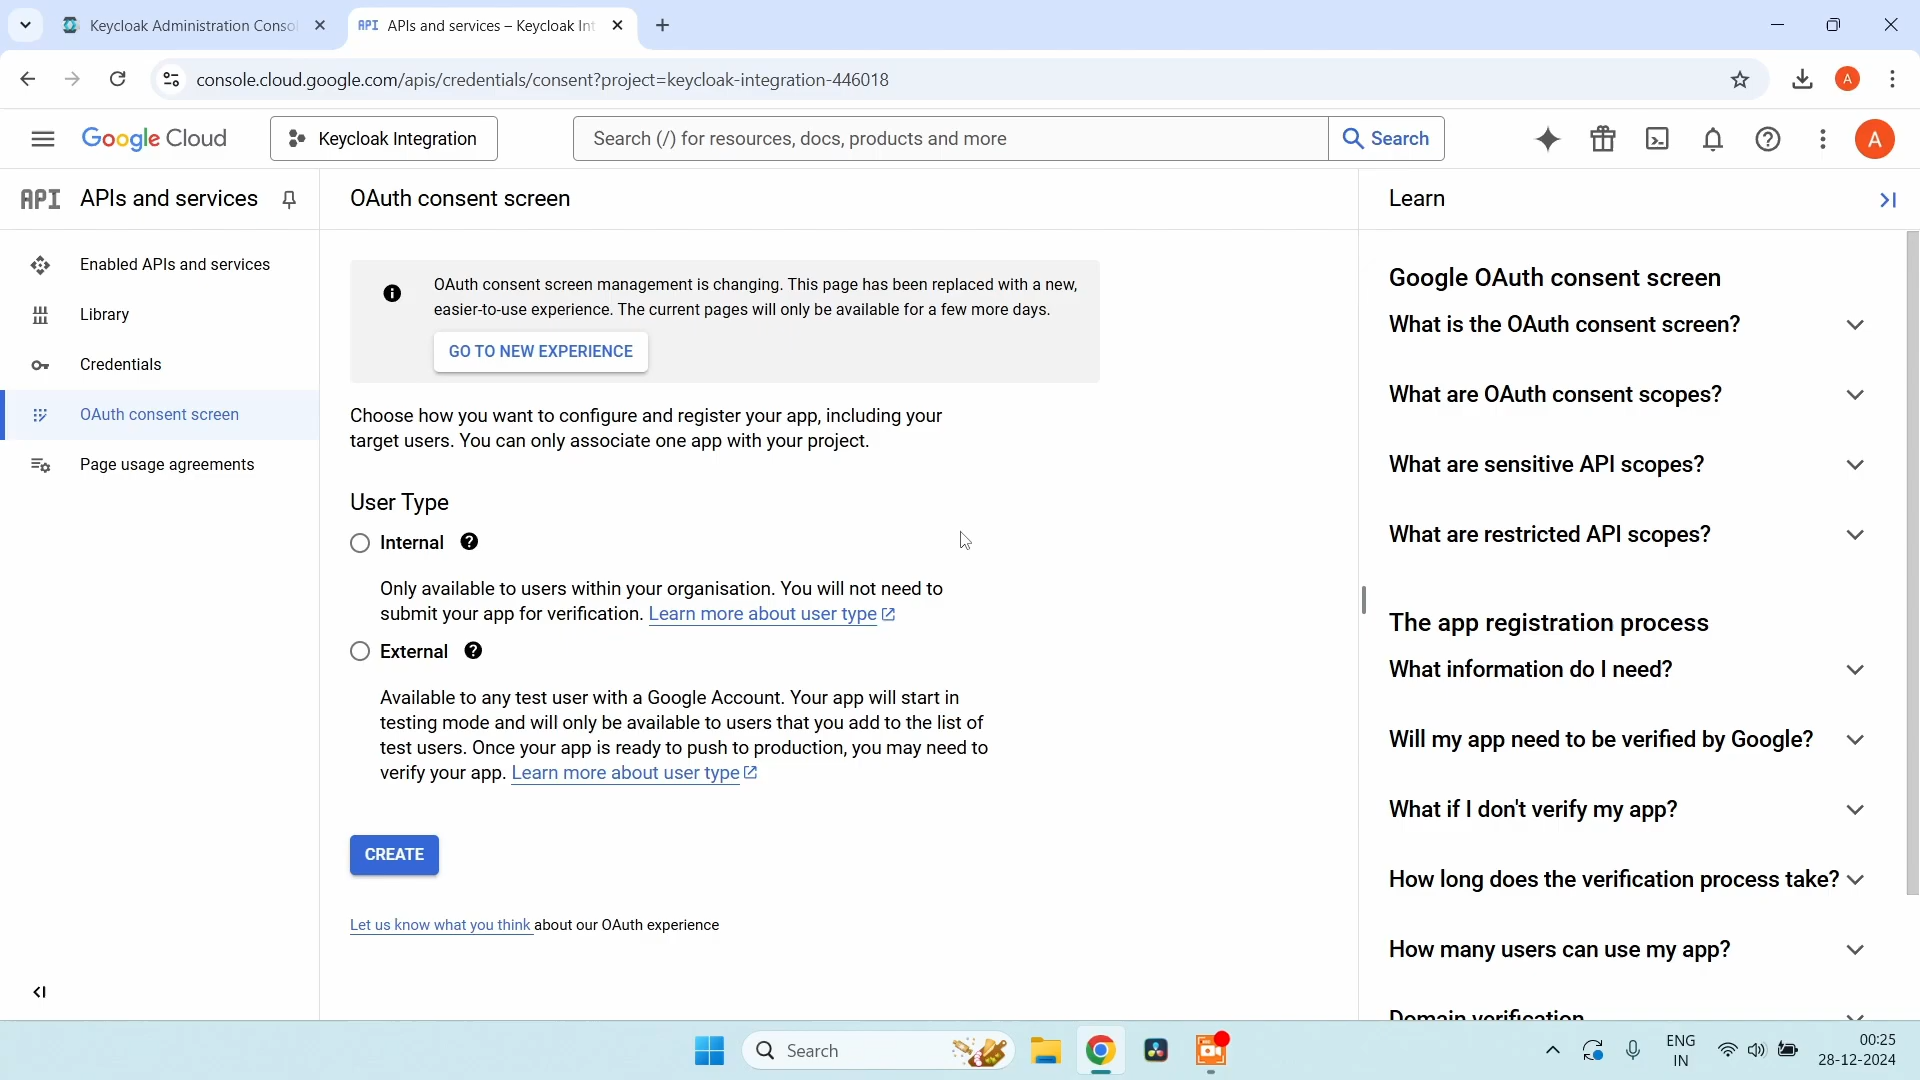 Keycloak Administration Consol
API APIs and services – Keycloak Int
console.cloud.google.com/apis/credentials/consent?project=keycloak-integration-446018
A
Google Cloud
Keycloak Integration
Search (/) for resources, docs, products and more
Search
A
API APIs and services
OAuth consent screen
Learn
Enabled APIs and services
Library
Credentials
OAuth consent screen
Page usage agreements
OAuth consent screen management is changing. This page has been replaced with a new,
easier-to-use experience. The current pages will only be available for a few more days.
GO TO NEW EXPERIENCE
Choose how you want to configure and register your app, including your
target users. You can only associate one app with your project.
User Type
Internal
Only available to users within your organisation. You will not need to
submit your app for verification. Learn more about user type
External
Available to any test user with a Google Account. Your app will start in
testing mode and will only be available to users that you add to the list of
test users. Once your app is ready to push to production, you may need to
verify your app. Learn more about user type
CREATE
Let us know what you think about our OAuth experience
Google OAuth consent screen
What is the OAuth consent screen?
What are OAuth consent scopes?
What are sensitive API scopes?
What are restricted API scopes?
The app registration process
What information do I need?
Will my app need to be verified by Google?
What if I don't verify my app?
How long does the verification process take?
How many users can use my app?
Domain verification
Search
ENG
IN
00:25
28-12-2024